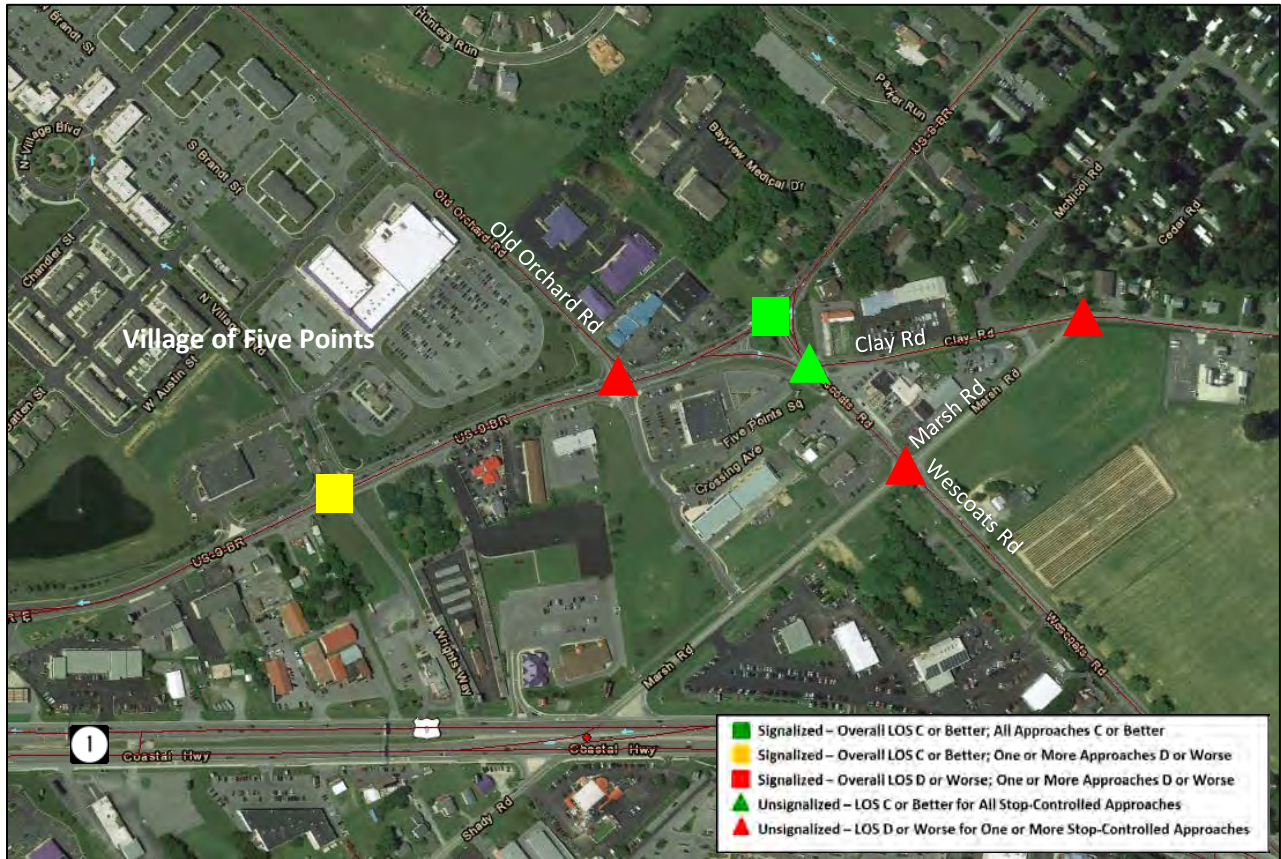 Brandt St
Hunters Run
Parker Run
US-9-BR
N Village Blvd
S Brandt St
Bayview Medical Dr
McNicol Rd
Cedar Rd
Old Orchard Rd
Old Orchard Rd
Chandler St
N Village
Rd
Village of Five Points
W Austin St
Clay Rd
Clay Rd
Wescoats Rd
Marsh Rd
Marsh Rd
US-9-BR
Five Points Sq
Crossing Ave
Wescoats Rd
US-9-BR
Wrights Way
Marsh Rd
Wescoats Rd
1
Coastal Hwy
Coastal Hwy
Shady Rd
Signalized – Overall LOS C or Better; All Approaches C or Better
Signalized – Overall LOS C or Better; One or More Approaches D or Worse
Signalized – Overall LOS D or Worse; One or More Approaches D or Worse
Unsignalized – LOS C or Better for All Stop-Controlled Approaches
Unsignalized – LOS D or Worse for One or More Stop-Controlled Approaches